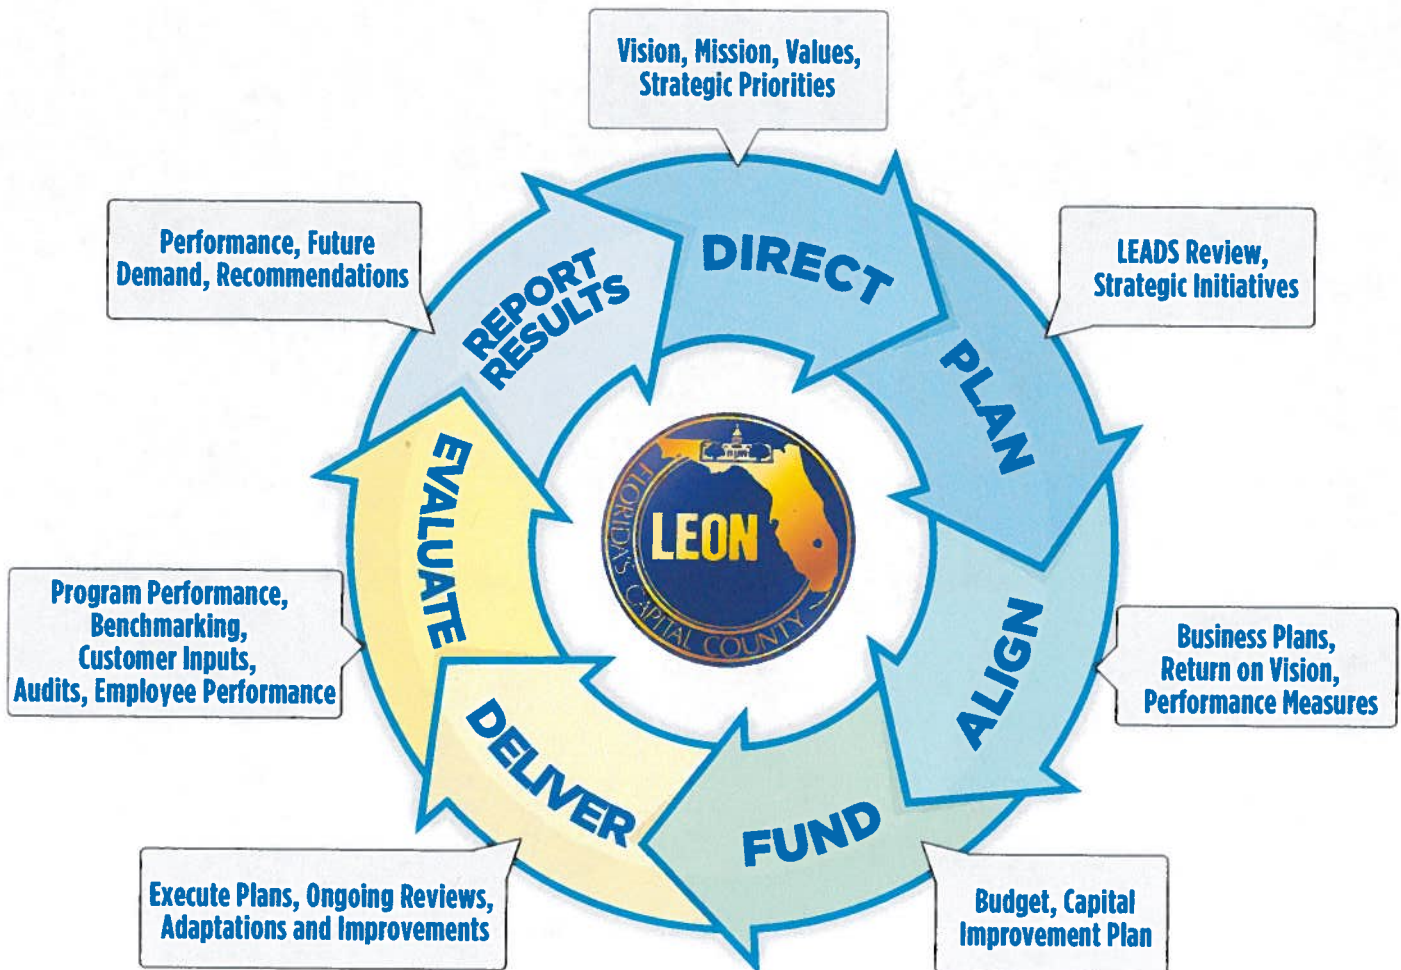 Vision, Mission, Values,
Strategic Priorities
DIRECT
LEADS Review,
Strategic Initiatives
PLAN
Business Plans,
Return on Vision,
Performance Measures
ALIGN
Budget, Capital
Improvement Plan
FUND
Execute Plans, Ongoing Reviews,
Adaptations and Improvements
DELIVER
Program Performance,
Benchmarking,
Customer Inputs,
Audits, Employee Performance
EVALUATE
Performance, Future
Demand, Recommendations
REPORT
RESULTS
LEON
FLORIDA'S CAPITAL COUNTY